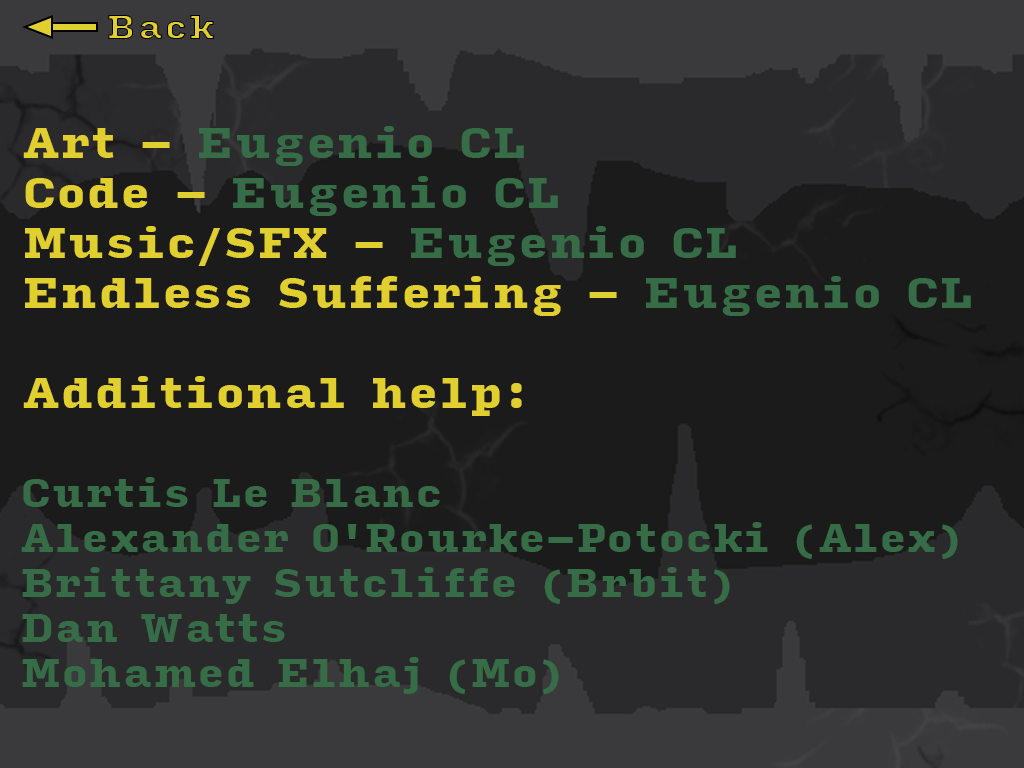 Back
Art – Eugenio CL
Code – Eugenio CL
Music/SFX – Eugenio CL
Endless Suffering – Eugenio CL
Additional help:
Curtis Le Blanc
Alexander O'Rourke–Potocki (Alex)
Brittany Sutcliffe (Brbit)
Dan Watts
Mohamed Elhaj (Mo)